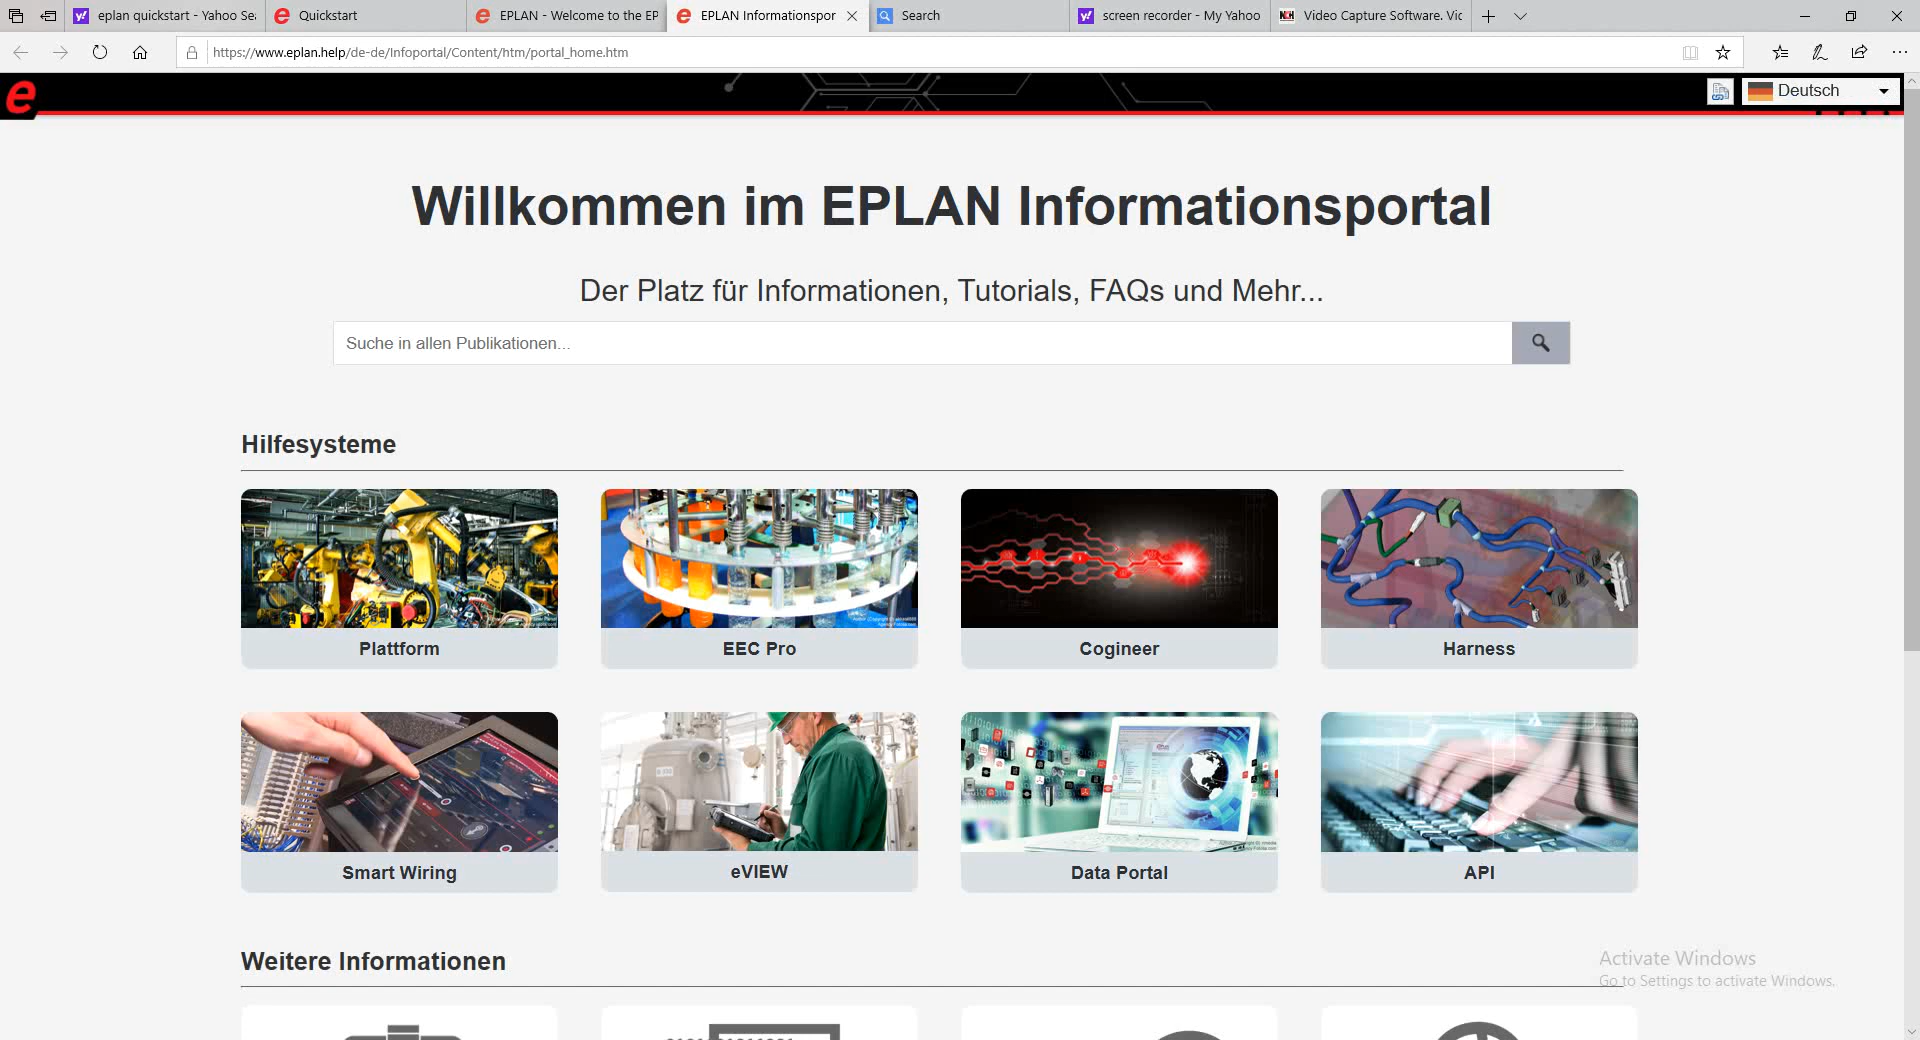 eplan quickstart - Yahoo Sea
Quickstart
EPLAN - Welcome to the EP
EPLAN Informationspor
Search
screen recorder - My Yahoo
NCH
Video Capture Software. Vic
https://www.eplan.help/de-de/Infoportal/Content/htm/portal_home.htm
e
Deutsch
Willkommen im EPLAN Informationsportal
Der Platz für Informationen, Tutorials, FAQs und Mehr...
Suche in allen Publikationen...
Hilfesysteme
Plattform
EEC Pro
Cogineer
Harness
Smart Wiring
eVIEW
Data Portal
API
Weitere Informationen
Activate Windows
Go to Settings to activate Windows.